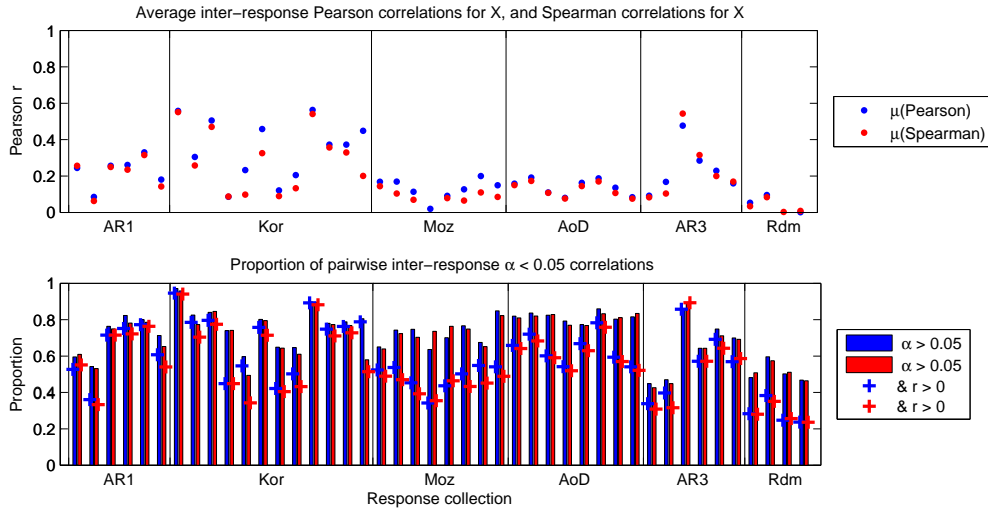 Average inter−response Pearson correlations for X, and Spearman correlations for X
Pearson r
1
0.8
0.6
0.4
0.2
0
AR1 Kor Moz AoD AR3 Rdm
μ(Pearson)
μ(Spearman)
Proportion of pairwise inter−response α < 0.05 correlations
Proportion
1
0.8
0.6
0.4
0.2
0
AR1 Kor Moz AoD AR3 Rdm
Response collection
α > 0.05
α > 0.05
& r > 0
& r > 0